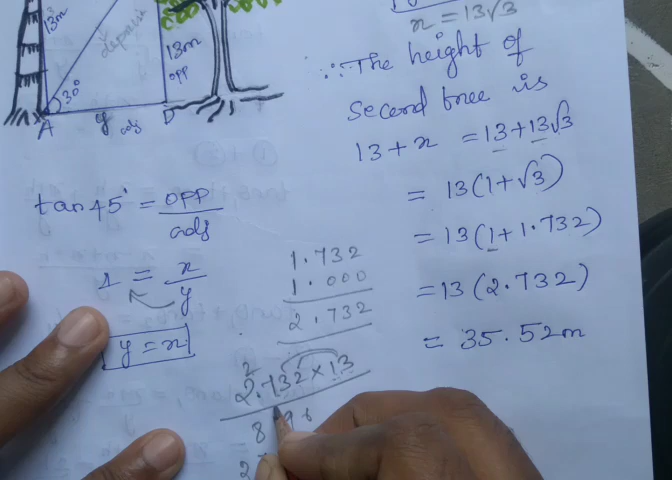 13m
13m
opp
30°
A
y
adj
D
tan 45° = opp
adj
1 = x
y
y = x
1.732
1.000
2.732
2
2.732 × 13
8
2
x = 13√3
∴ The height of
second tree is
13 + x = 13 + 13√3
= 13(1 + √3)
= 13(1 + 1.732)
= 13(2.732)
= 35.52m